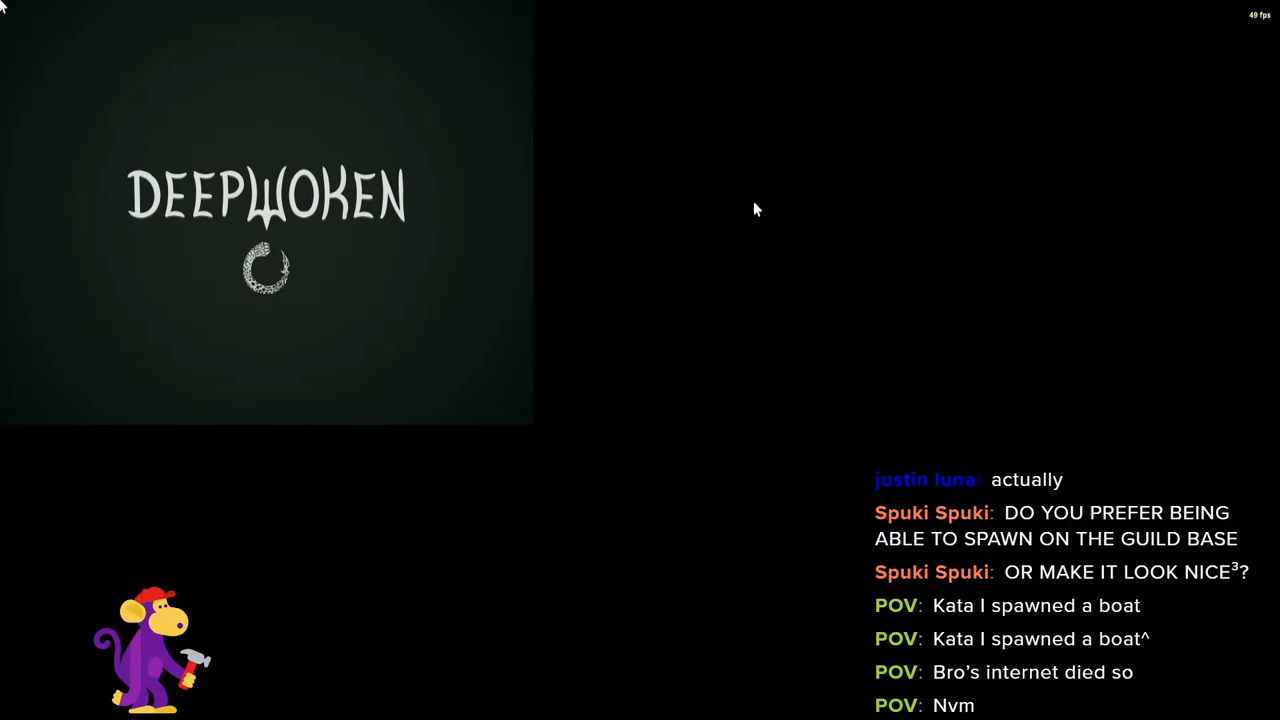 49 fps
DEEPWOKEN
justin luna: actually
Spuki Spuki: DO YOU PREFER BEING
ABLE TO SPAWN ON THE GUILD BASE
Spuki Spuki: OR MAKE IT LOOK NICE³?
POV: Kata I spawned a boat
POV: Kata I spawned a boat^
POV: Bro’s internet died so
POV: Nvm